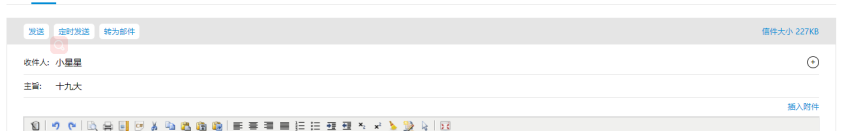 发送 定时发送 转为邮件 信件大小 227KB
收件人: 小星星
主旨: 十九大
插入附件